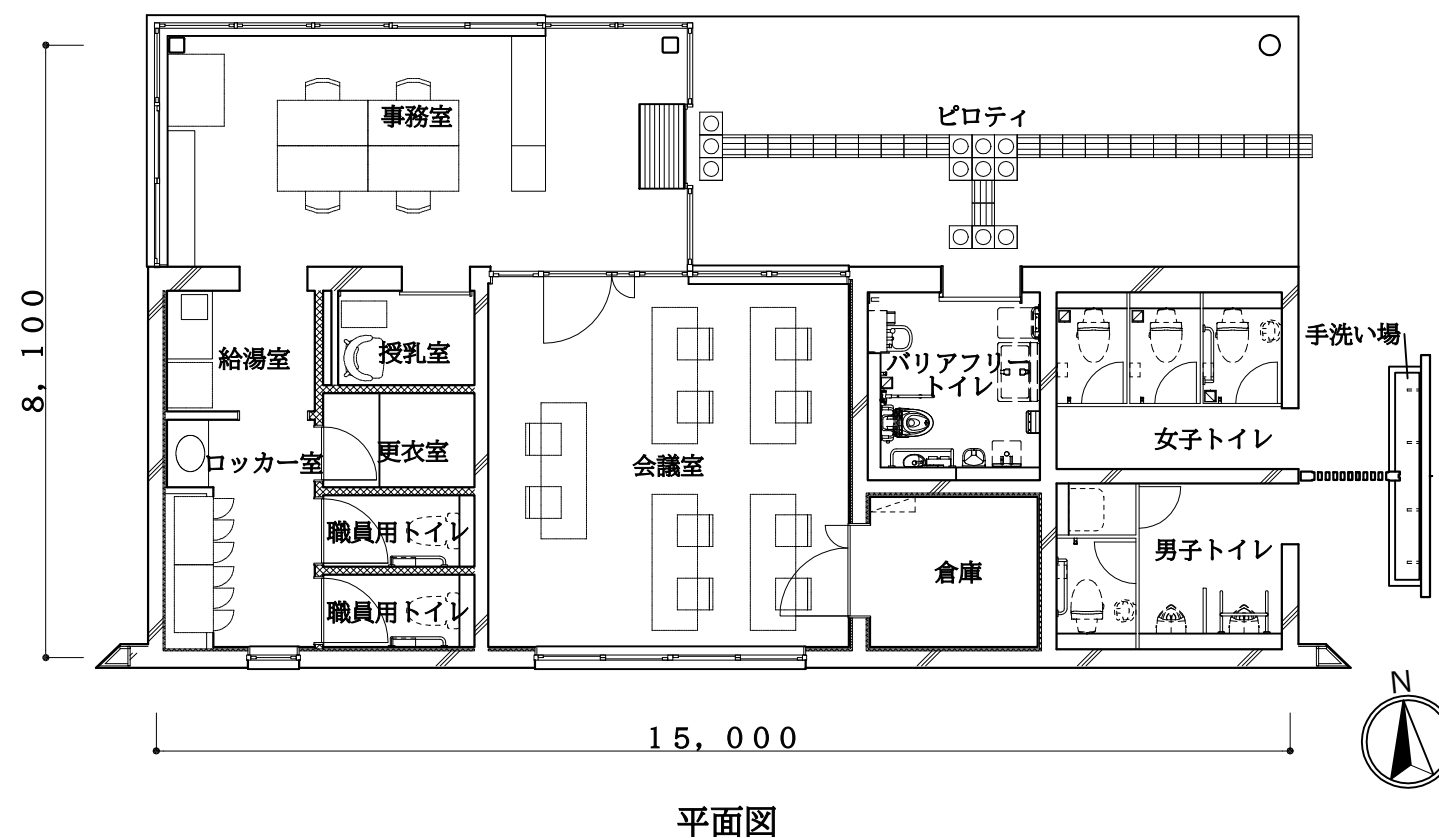 事務室
ピロティ
8,100
給湯室
授乳室
バリアフリー
トイレ
手洗い場
ロッカー室
更衣室
会議室
女子トイレ
職員用トイレ
倉庫
男子トイレ
職員用トイレ
N
15,000
平面図